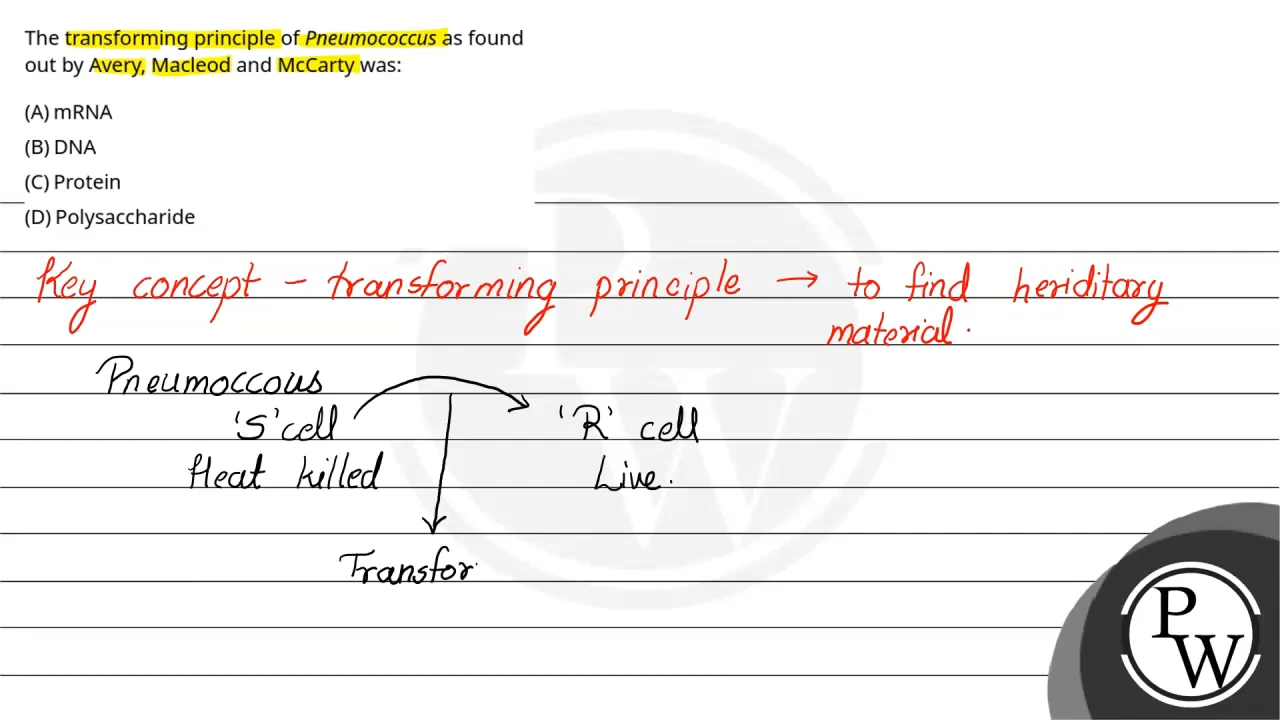 The transforming principle of Pneumococcus as found
out by Avery, Macleod and McCarty was:
(A) mRNA
(B) DNA
(C) Protein
(D) Polysaccharide
Key concept - transforming principle → to find heriditary
material.
Pneumoccous
'S' cell
'R' cell
Heat killed
Live.
Transfor
PW